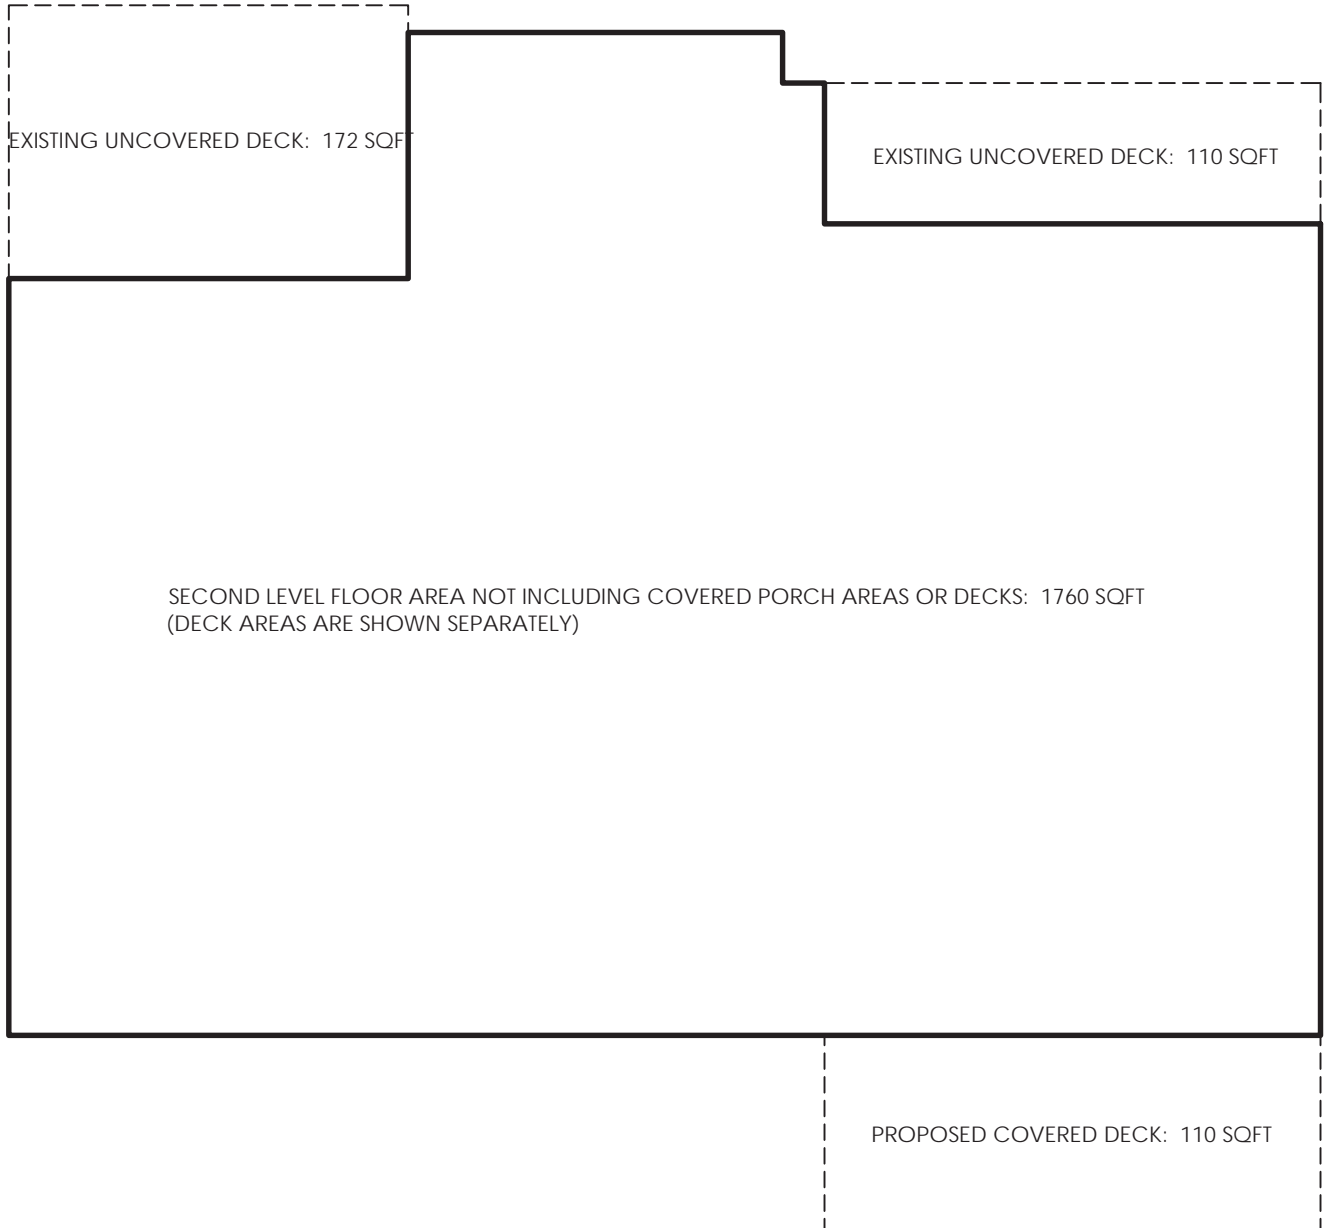 EXISTING UNCOVERED DECK: 172 SQFT
EXISTING UNCOVERED DECK: 110 SQFT
SECOND LEVEL FLOOR AREA NOT INCLUDING COVERED PORCH AREAS OR DECKS: 1760 SQFT
(DECK AREAS ARE SHOWN SEPARATELY)
PROPOSED COVERED DECK: 110 SQFT